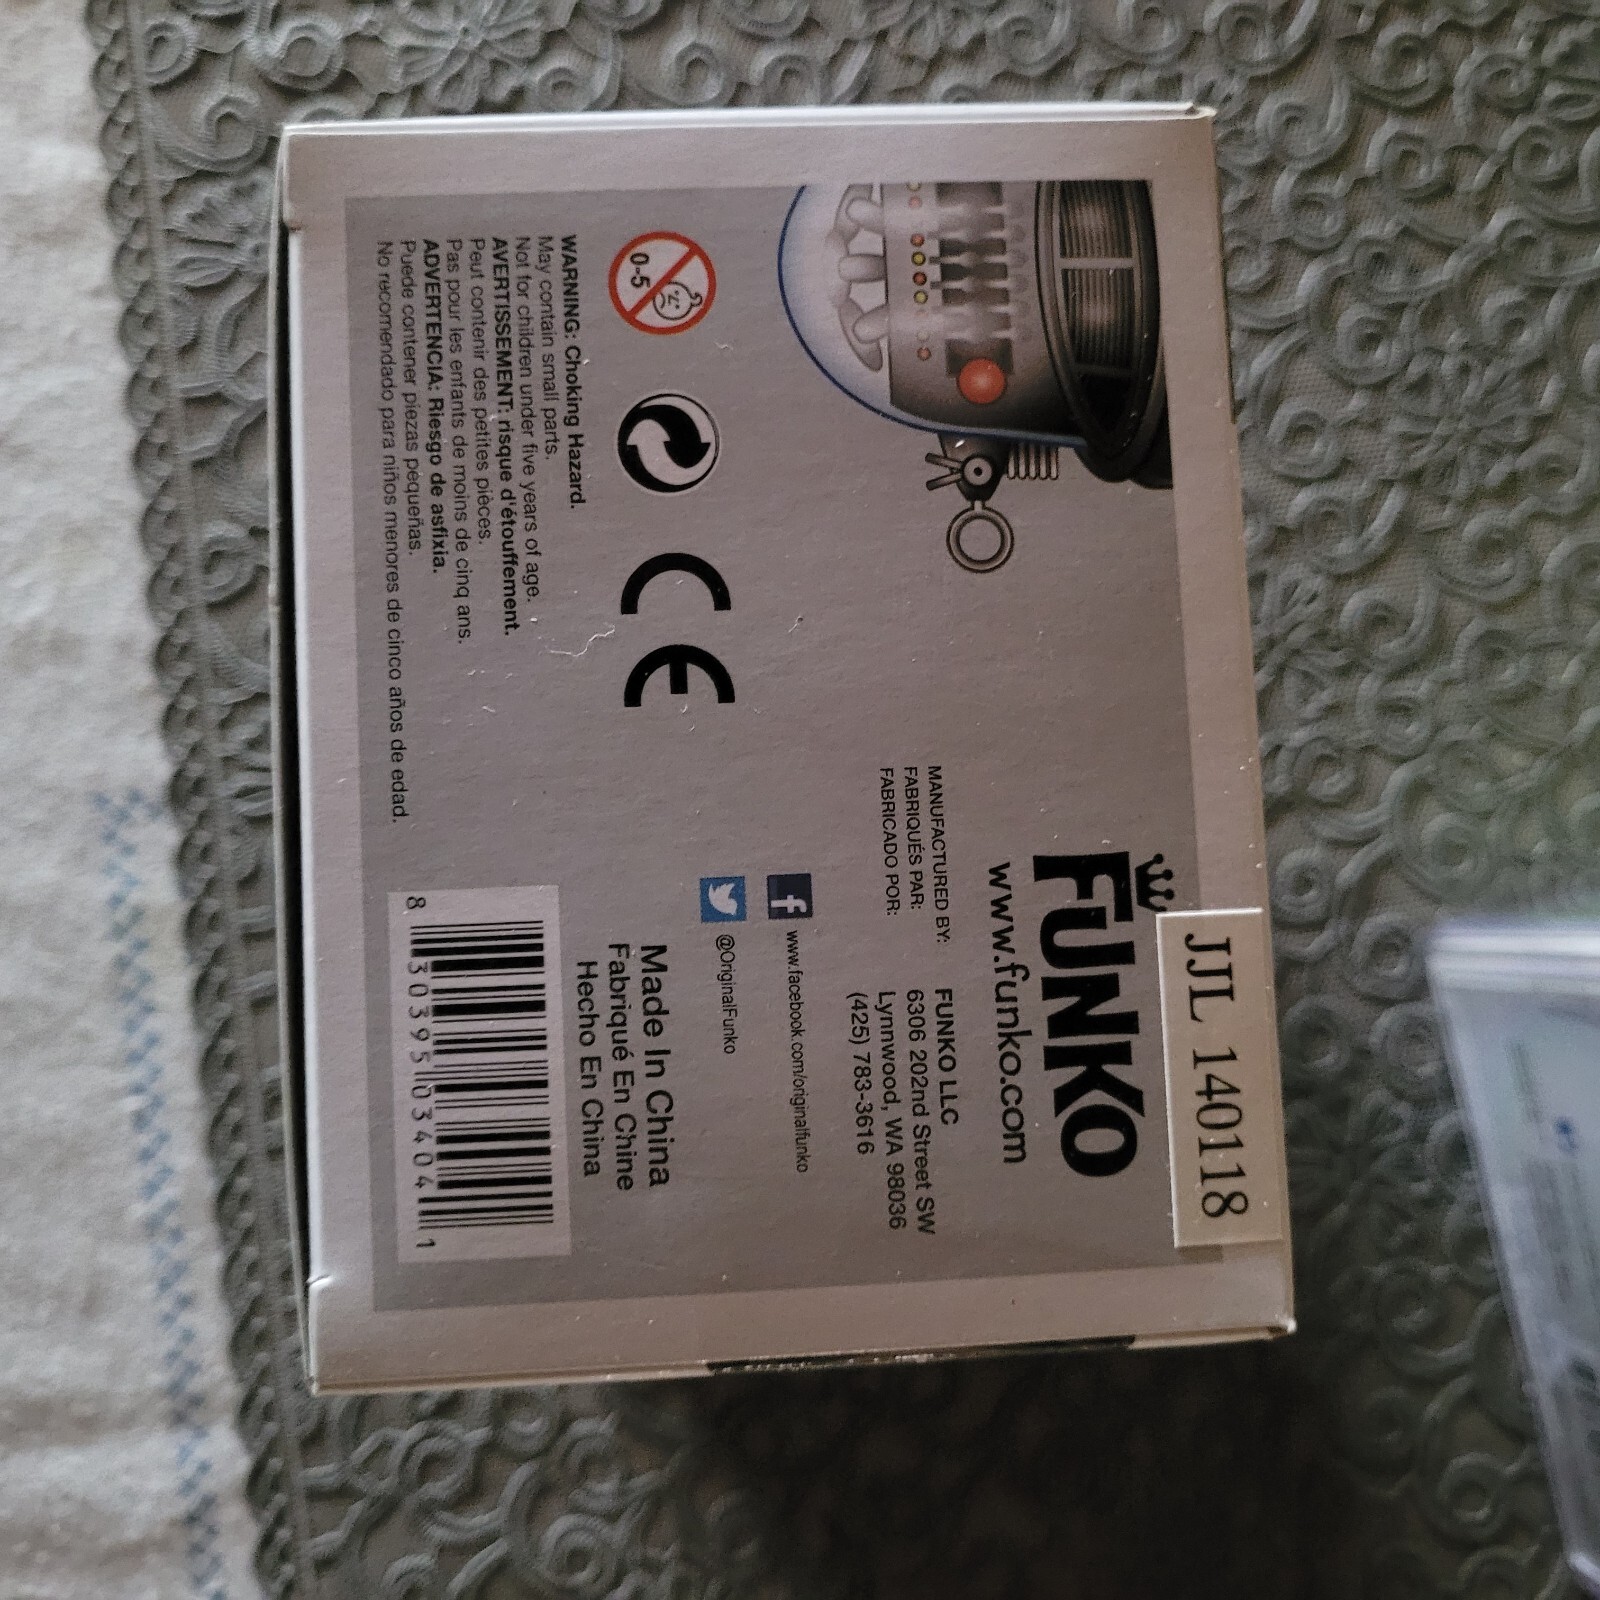 JJL 140118
FUNKO
www.funko.com
MANUFACTURED BY:
FABRIQUÉS PAR:
FABRICADO POR:
FUNKO LLC
6306 202nd Street SW
Lynnwood, WA 98036
(425) 783-3616
f
www.facebook.com/originalfunko
@OriginalFunko
0-5
CE
WARNING: Choking Hazard.
May contain small parts.
Not for children under five years of age.
AVERTISSEMENT: risque d'étouffement.
Peut contenir des petites pièces.
Pas pour les enfants de moins de cinq ans.
ADVERTENCIA: Riesgo de asfixia.
Puede contener piezas pequeñas.
No recomendado para niños menores de cinco años de edad.
Made In China
Fabriqué En Chine
Hecho En China
8 30395 03404 1